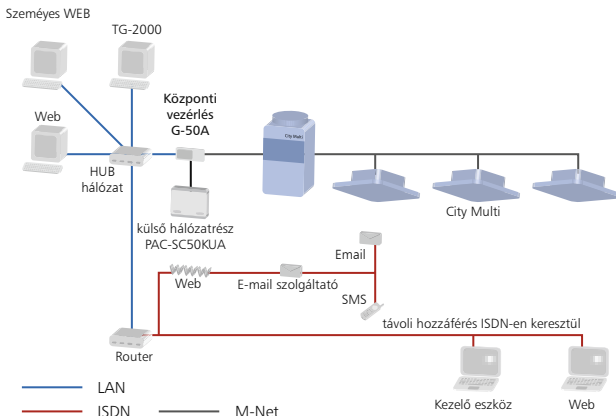 Szeméyes WEB
TG-2000
Központi
vezérlés
G-50A
Web
HUB
hálózat
City Multi
külső hálózatrész
PAC-SC50KUA
City Multi
Email
Web
E-mail szolgáltató
SMS
távoli hozzáférés ISDN-en keresztül
Router
LAN
ISDN
M-Net
Kezelő eszköz
Web